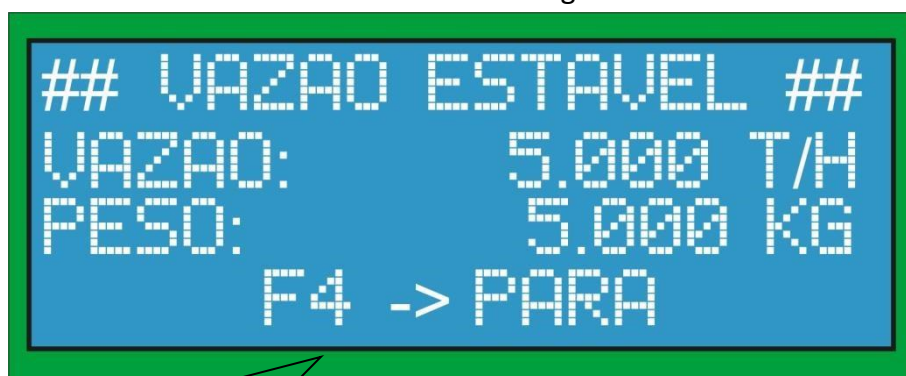 ## VAZAO ESTAVEL ##
VAZAO: 5.000 T/H
PESO: 5.000 KG
F4 -> PARA